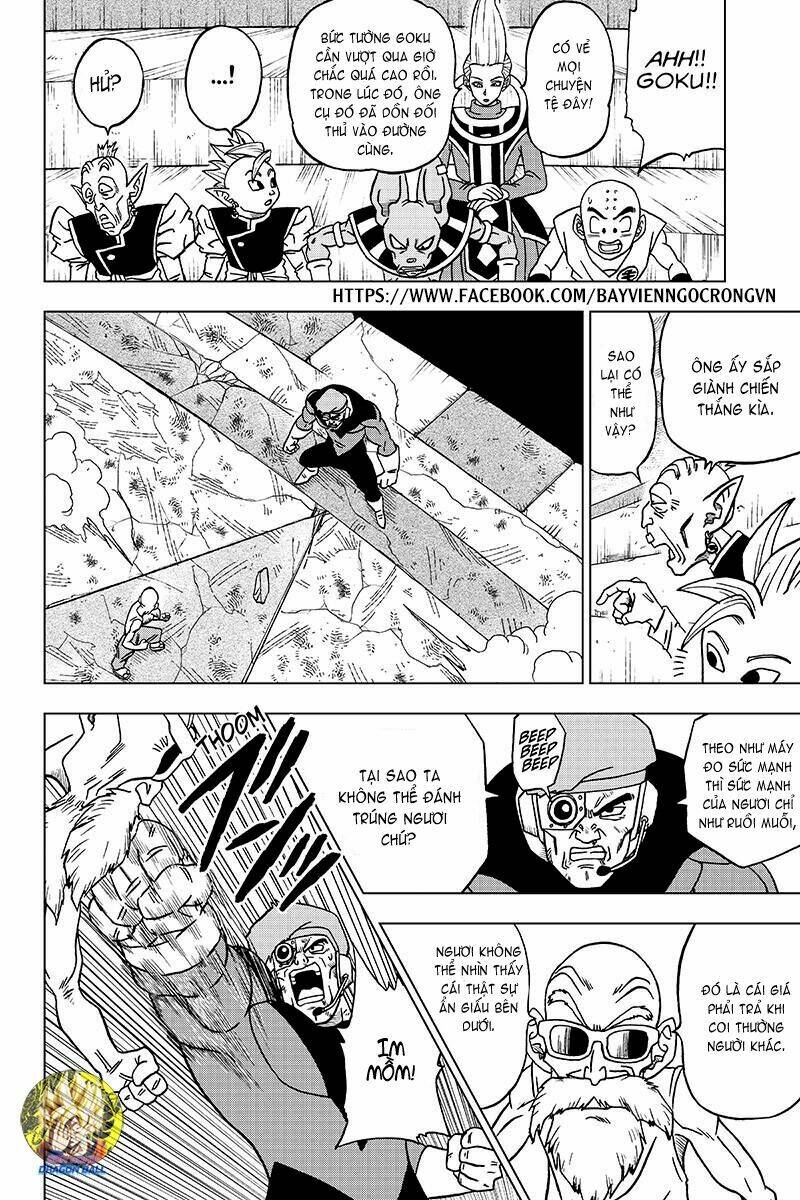 AHH!!
GOKU!!
CÓ VẺ
MỌI
CHUYỆN
TỆ ĐÂY!
BỨC TƯỜNG GOKU
CẦN VƯỢT QUA GIỜ
CHẮC QUÁ CAO RỒI.
TRONG LÚC ĐÓ, ÔNG
CỤ ĐÓ ĐÃ DỒN ĐỐI
THỦ VÀO ĐƯỜNG
CÙNG.
...!
HỬ?
HTTPS://WWW.FACEBOOK.COM/BAYVIENNGOCRONGVN
ÔNG ẤY SẮP
GIÀNH CHIẾN
THẮNG KÌA.
SAO
LẠI CÓ
THỂ
NHƯ
VẬY?
THEO NHƯ MÁY
ĐO SỨC MẠNH
THÌ SỨC MẠNH
CỦA NGƯƠI CHỈ
NHƯ RUỒI MUỖI,
BEEP
BEEP
BEEP
TẠI SAO TA
KHÔNG THỂ ĐÁNH
TRÚNG NGƯƠI
CHỨ?
THOOM
ĐÓ LÀ CÁI GIÁ
PHẢI TRẢ KHI
COI THƯỜNG
NGƯỜI KHÁC.
NGƯƠI KHÔNG
THỂ NHÌN THẤY
CÁI THẬT SỰ
ẨN GIẤU BÊN
DƯỚI.
IM
MỒM!
DRAGON BALL